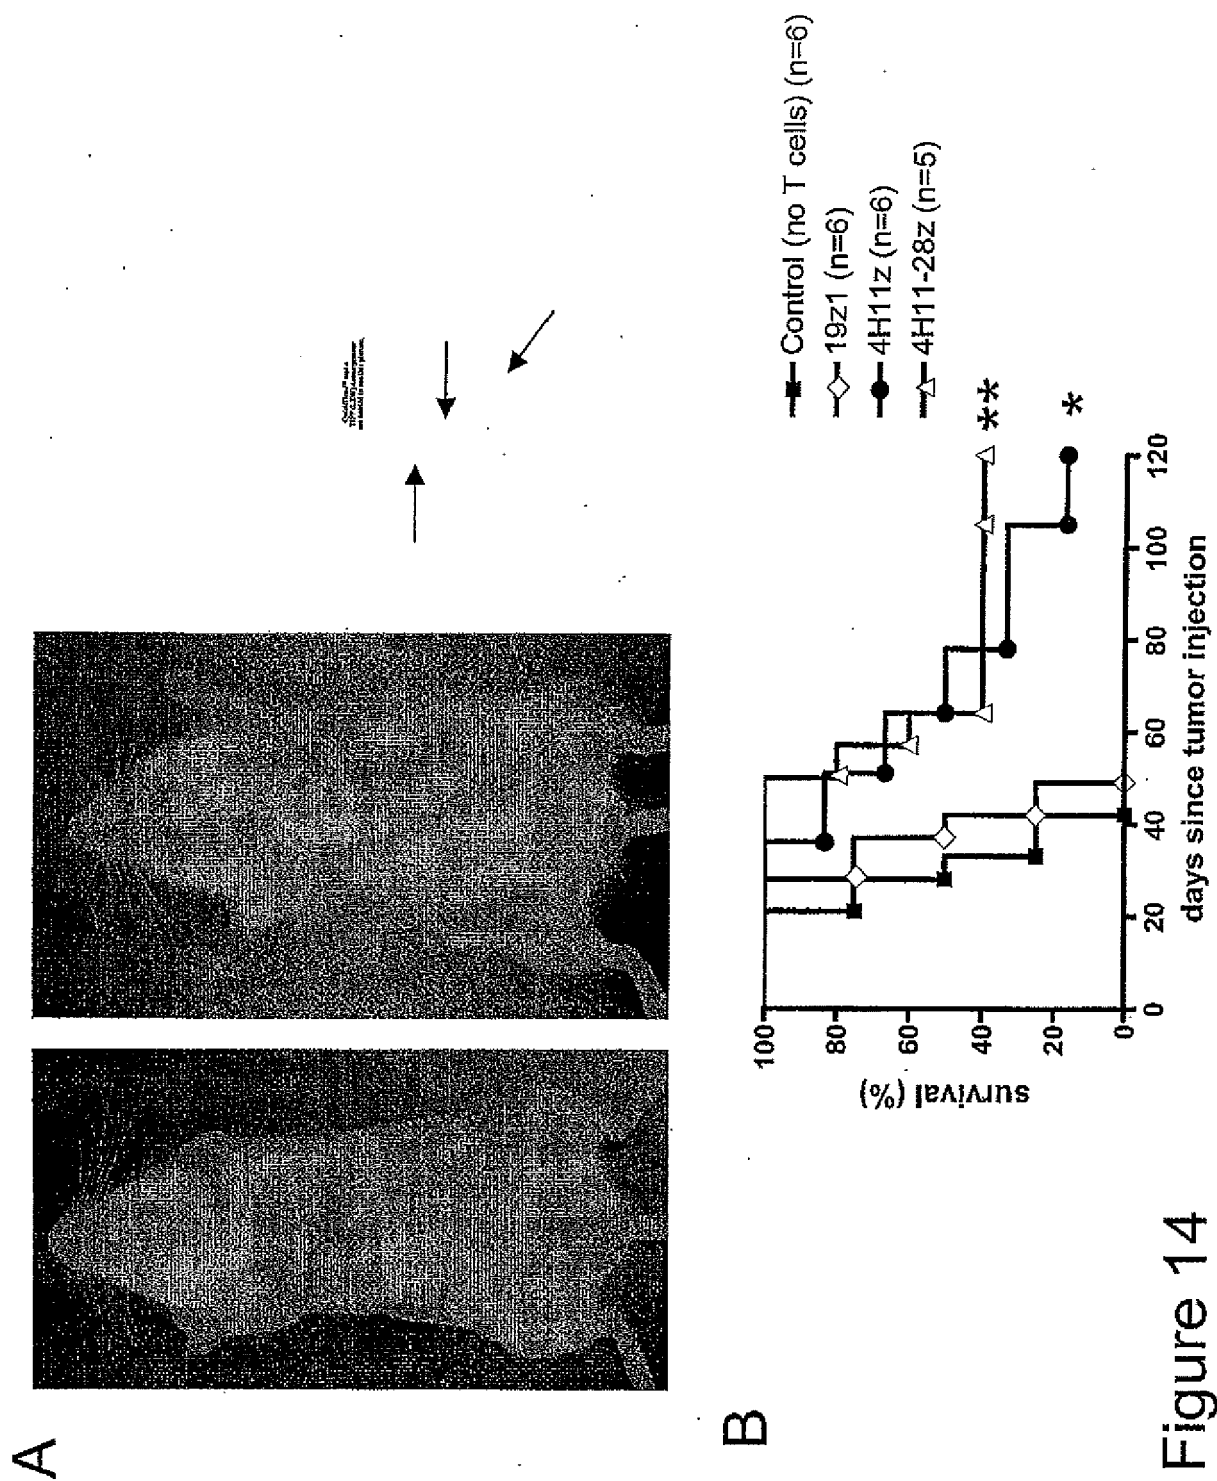 A
B
survival (%)
100
80
60
40
20
0
0
20
40
60
80
100
120
days since tumor injection
**
*
Control (no T cells) (n=6)
19z1 (n=6)
4H11z (n=6)
4H11-28z (n=5)
Figure 14